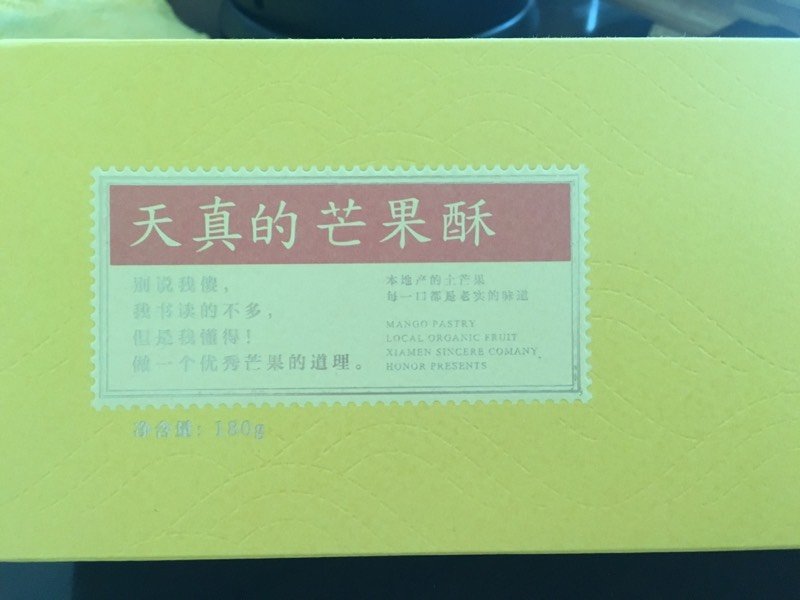 天真的芒果酥
别说我傻，
我书读的不多，
但是我懂得！
做一个优秀芒果的道理。
本地产的土芒果
每一口都是老实的味道
MANGO PASTRY
LOCAL ORGANIC FRUIT
XIAMEN SINCERE COMANY
HONOR PRESENTS
净含量: 180g